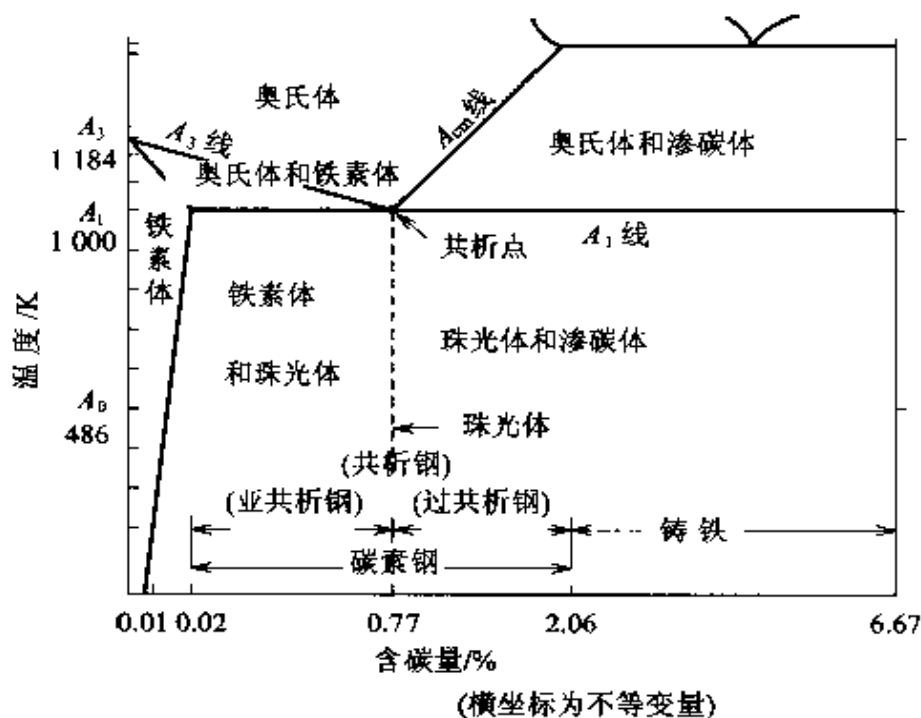 奥氏体
A₃
A₃ 线
Acm线
奥氏体和渗碳体
1 184
奥氏体和铁素体
A₁
1 000
铁素体
共析点
A₁ 线
铁素体
和珠光体
珠光体和渗碳体
温度/K
A₀
486
珠光体
(共析钢)
(亚共析钢)
(过共析钢)
铸铁
碳素钢
0.01
0.02
0.77
2.06
6.67
含碳量/%
(横坐标为不等变量)